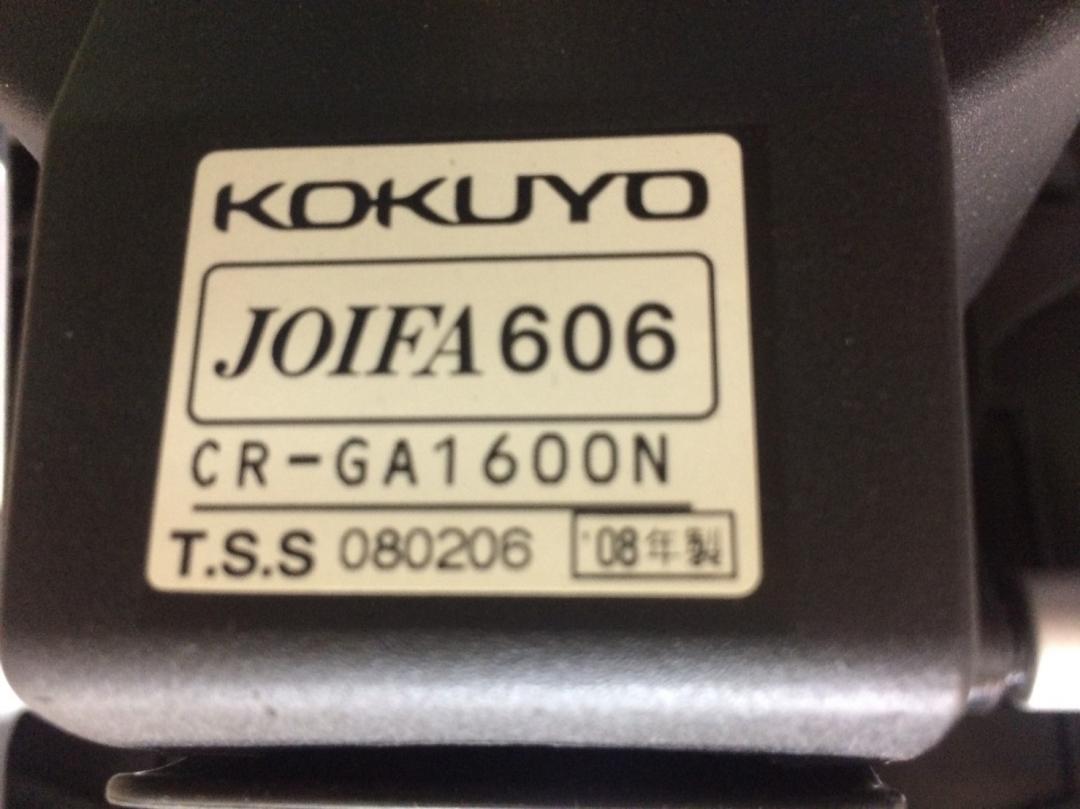 KOKUYO
JOIFA 606
CR-GA1600N
T.S.S 080206 '08年製